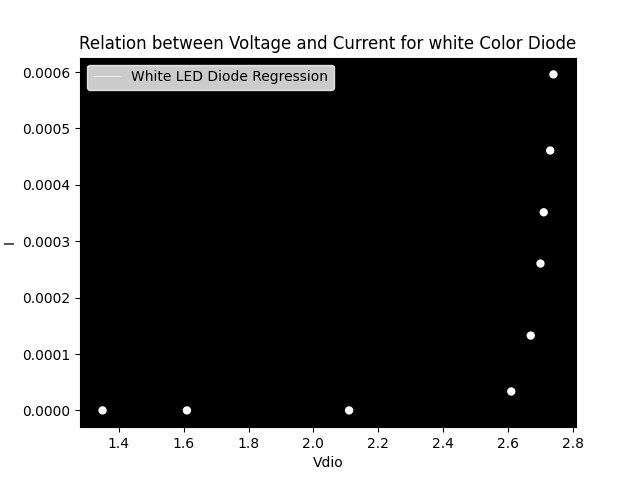 Relation between Voltage and Current for white Color Diode
White LED Diode Regression
0.0006
0.0005
0.0004
0.0003
0.0002
0.0001
0.0000
I
1.4 1.6 1.8 2.0 2.2 2.4 2.6 2.8
Vdio